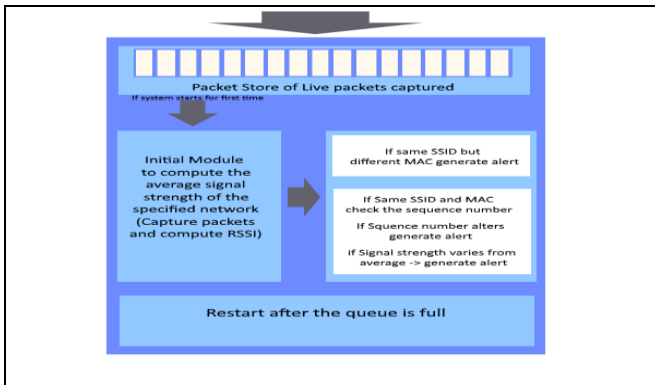 Packet Store of Live packets captured
If system starts for first time
Initial Module
to compute the
average signal
strength of the
specified network
(Capture packets
and compute RSSI)
If same SSID but
different MAC generate alert
If Same SSID and MAC
check the sequence number
If Squence number alters
generate alert
if Signal strength varies from
average -> generate alert
Restart after the queue is full